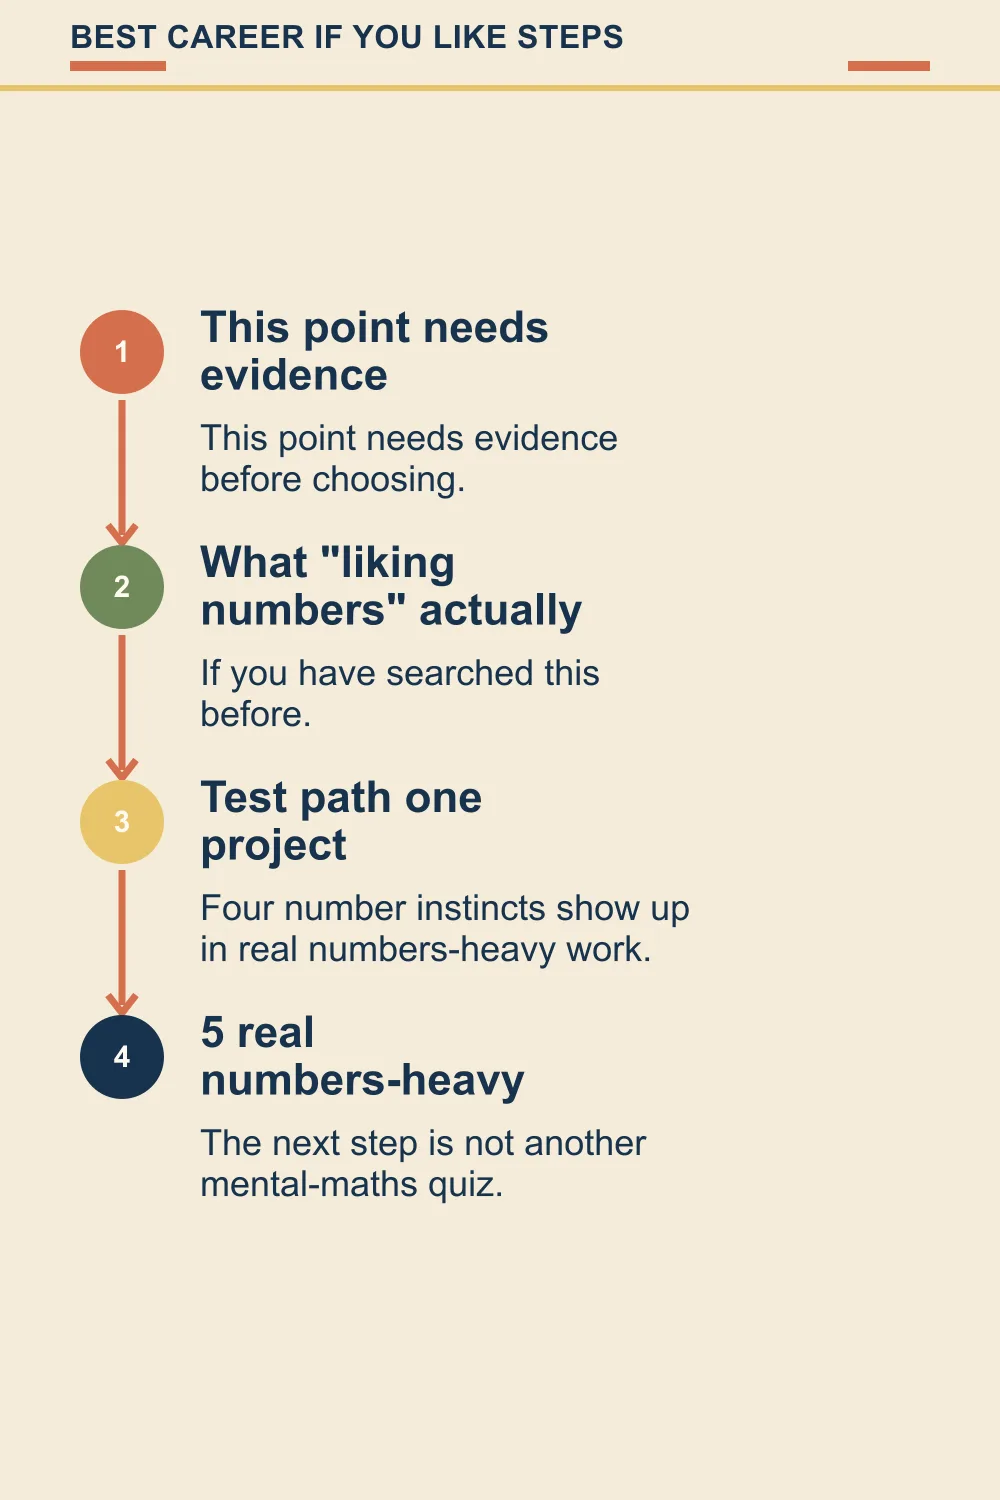 BEST CAREER IF YOU LIKE STEPS
1
This point needs
evidence
This point needs evidence
before choosing.
2
What "liking
numbers" actually
If you have searched this
before.
3
Test path one
project
Four number instincts show up
in real numbers-heavy work.
4
5 real
numbers-heavy
The next step is not another
mental-maths quiz.